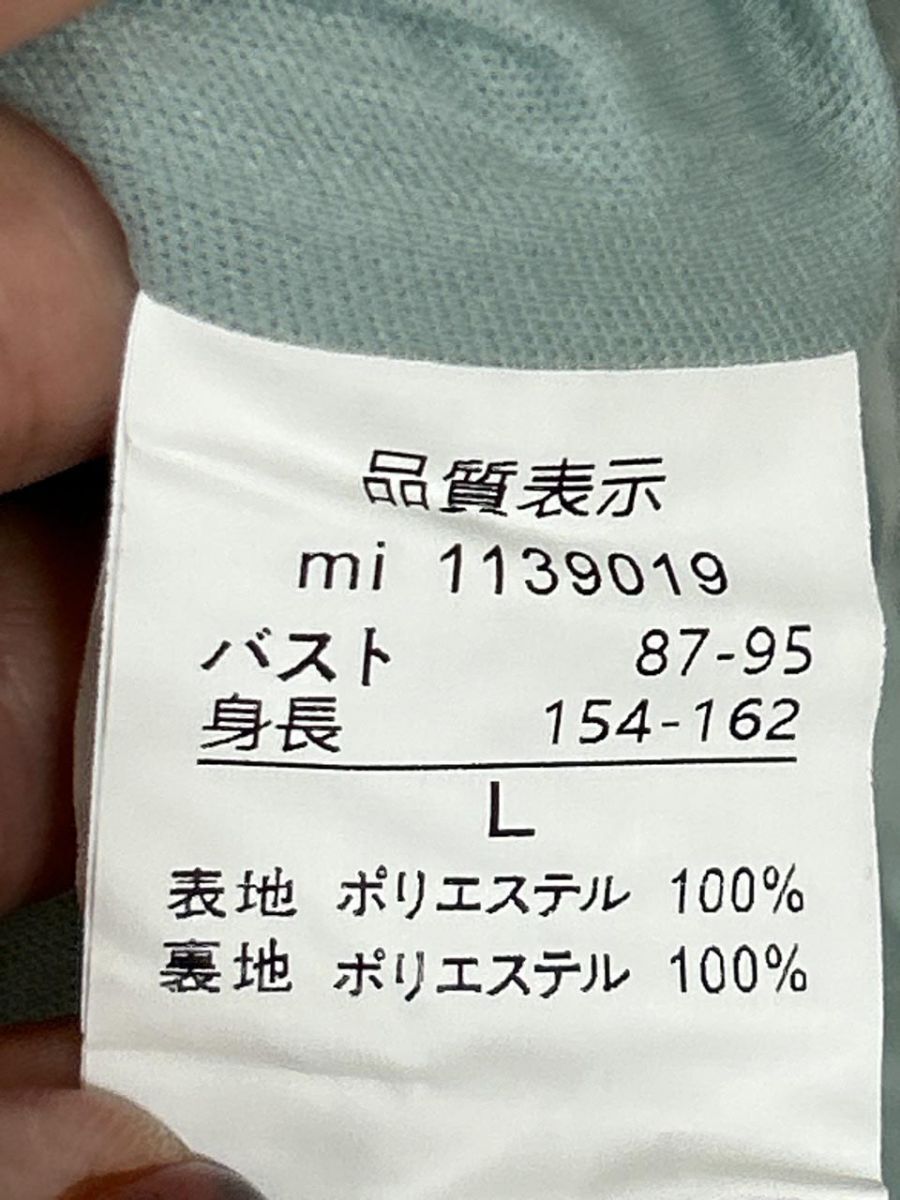 品質表示
mi 1139019
バスト 87-95
身長 154-162
L
表地 ポリエステル 100%
裏地 ポリエステル 100%